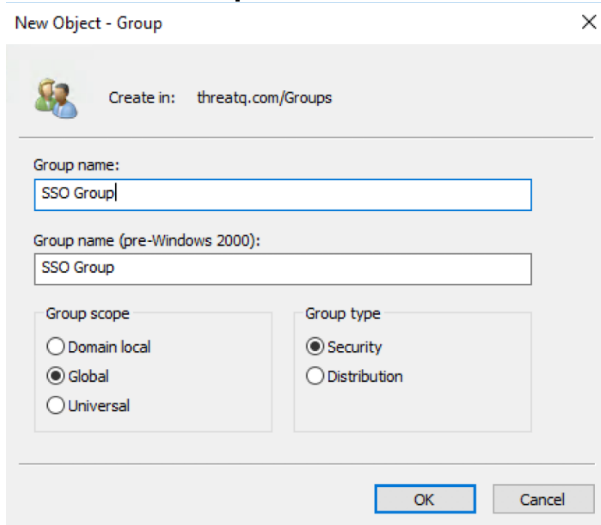 New Object - Group
Create in: threatq.com/Groups
Group name:
SSO Group
Group name (pre-Windows 2000):
SSO Group
Group scope
Domain local
Global
Universal
Group type
Security
Distribution
OK
Cancel